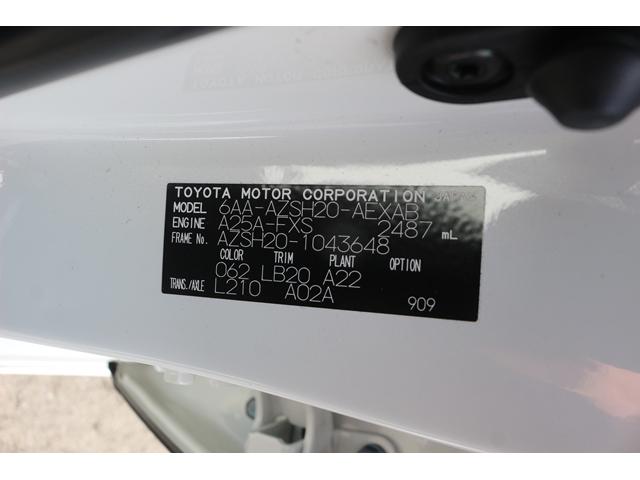 TOYOTA MOTOR CORPORATION JAPAN
MODEL 6AA-AZSH20-AEXAB
ENGINE A25A-FXS 2487 mL
FRAME No. AZSH20-1043648
COLOR TRIM PLANT OPTION
062 LB20 A22
TRANS./AXLE L210 A02A
909